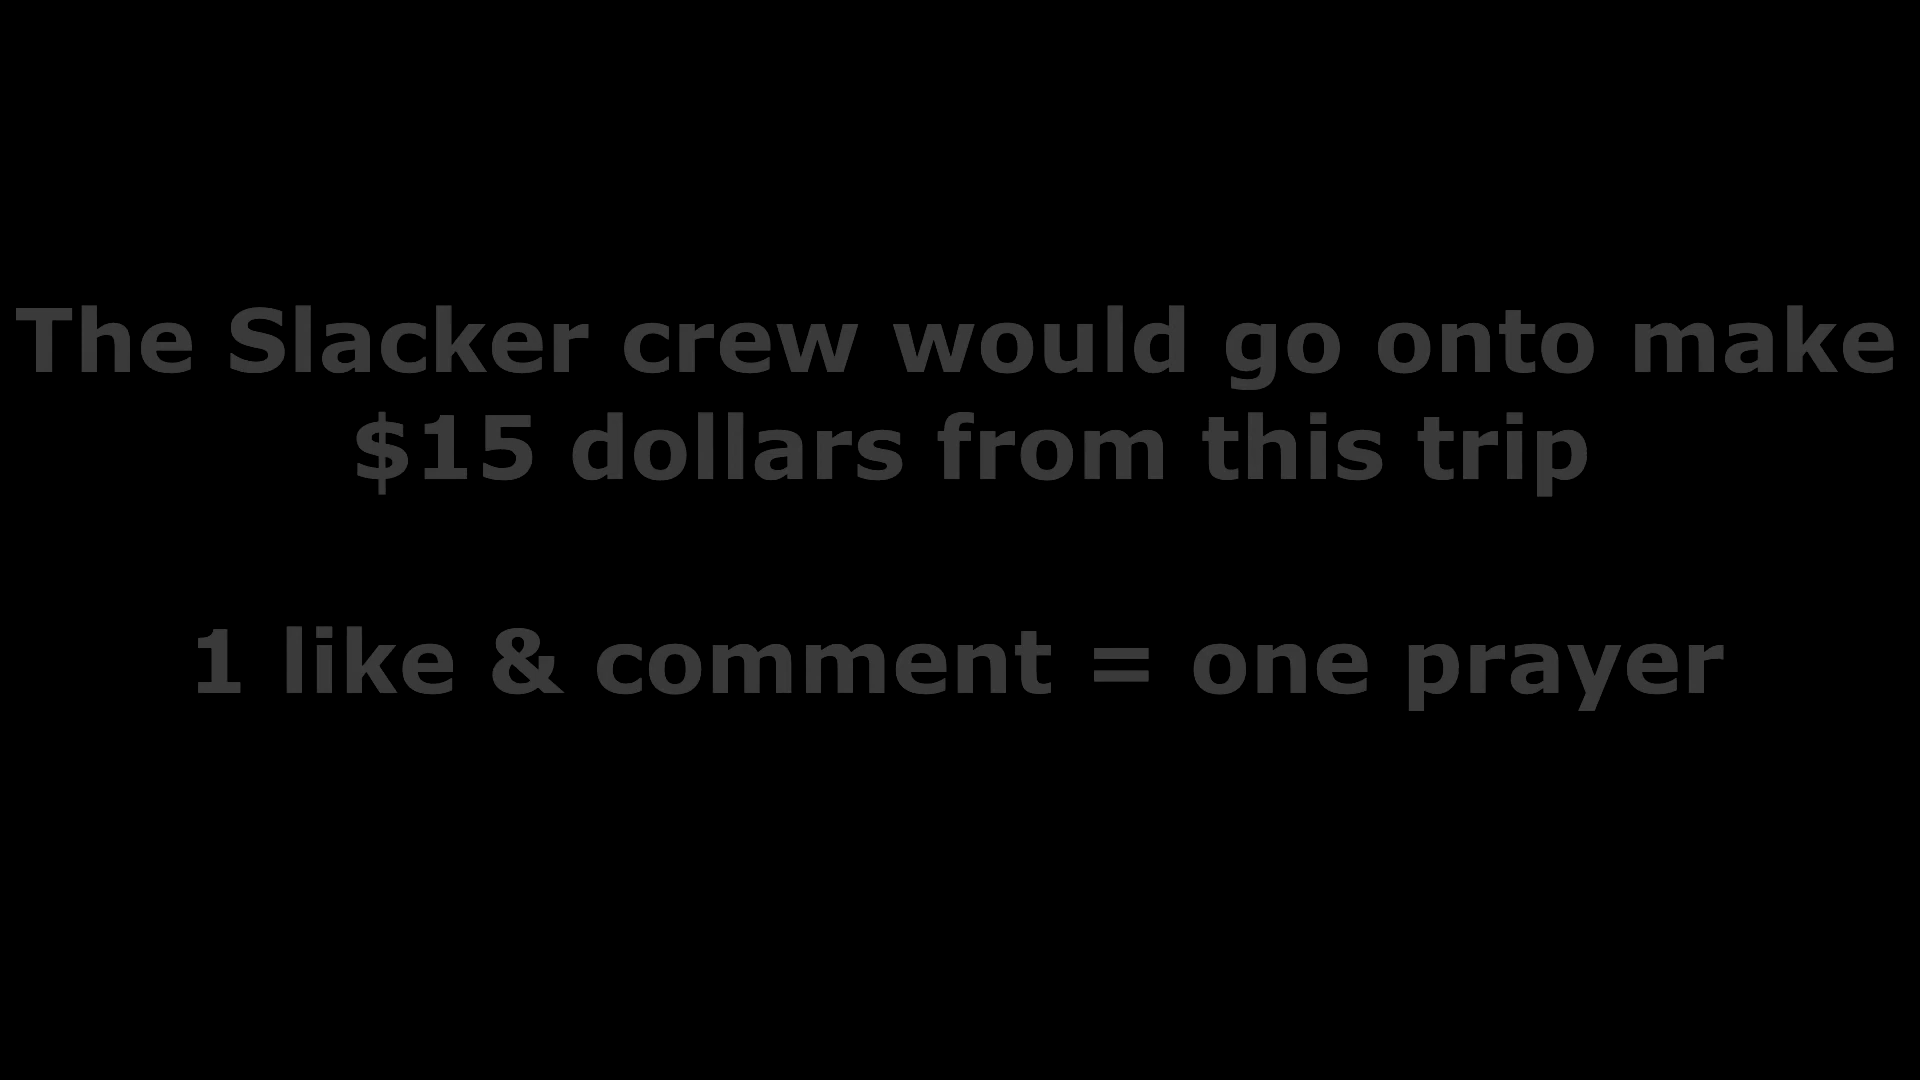 The Slacker crew would go onto make
$15 dollars from this trip
1 like & comment = one prayer